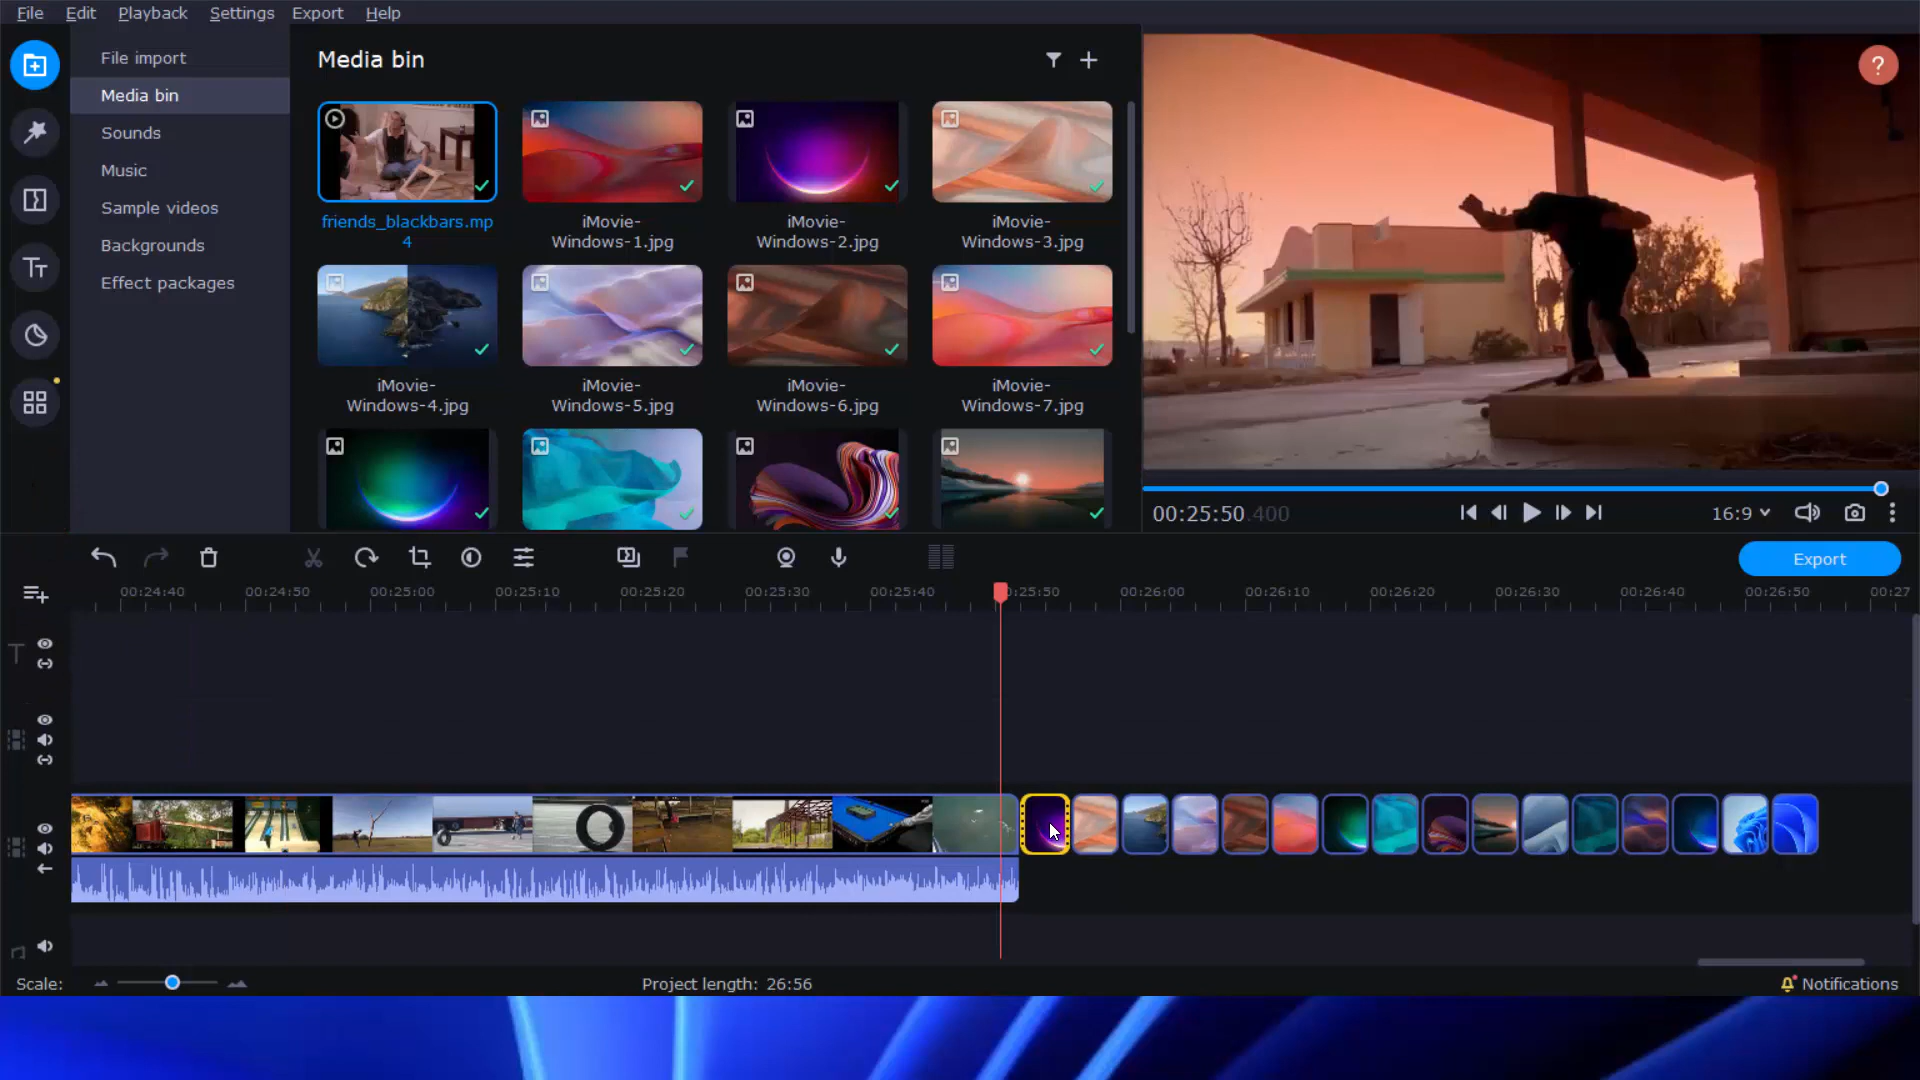 File Edit Playback Settings Export Help
File import
Media bin
Sounds
Music
Sample videos
Backgrounds
Effect packages
Media bin
friends_blackbars.mp
4
iMovie-
Windows-1.jpg
iMovie-
Windows-2.jpg
iMovie-
Windows-3.jpg
iMovie-
Windows-4.jpg
iMovie-
Windows-5.jpg
iMovie-
Windows-6.jpg
iMovie-
Windows-7.jpg
?
00:25:50.400
16:9
Export
00:24:40 00:24:50 00:25:00 00:25:10 00:25:20 00:25:30 00:25:40 00:25:50 00:26:00 00:26:10 00:26:20 00:26:30 00:26:40 00:26:50 00:27
Scale:
Project length: 26:56
Notifications